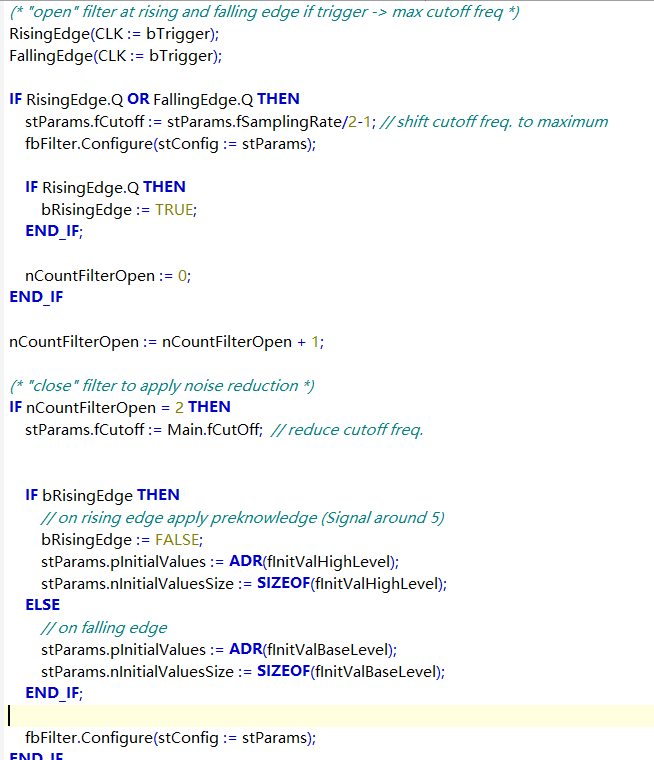 (* "open" filter at rising and falling edge if trigger -> max cutoff freq *)
RisingEdge(CLK := bTrigger);
FallingEdge(CLK := bTrigger);
IF RisingEdge.Q OR FallingEdge.Q THEN
stParams.fCutoff := stParams.fSamplingRate/2-1; // shift cutoff freq. to maximum
fbFilter.Configure(stConfig := stParams);
IF RisingEdge.Q THEN
bRisingEdge := TRUE;
END_IF;
nCountFilterOpen := 0;
END_IF
nCountFilterOpen := nCountFilterOpen + 1;
(* "close" filter to apply noise reduction *)
IF nCountFilterOpen = 2 THEN
stParams.fCutoff := Main.fCutOff; // reduce cutoff freq.
IF bRisingEdge THEN
// on rising edge apply preknowledge (Signal around 5)
bRisingEdge := FALSE;
stParams.pInitialValues := ADR(fInitValHighLevel);
stParams.nInitialValuesSize := SIZEOF(fInitValHighLevel);
ELSE
// on falling edge
stParams.pInitialValues := ADR(fInitValBaseLevel);
stParams.nInitialValuesSize := SIZEOF(fInitValBaseLevel);
END_IF;
fbFilter.Configure(stConfig := stParams);
END_IF